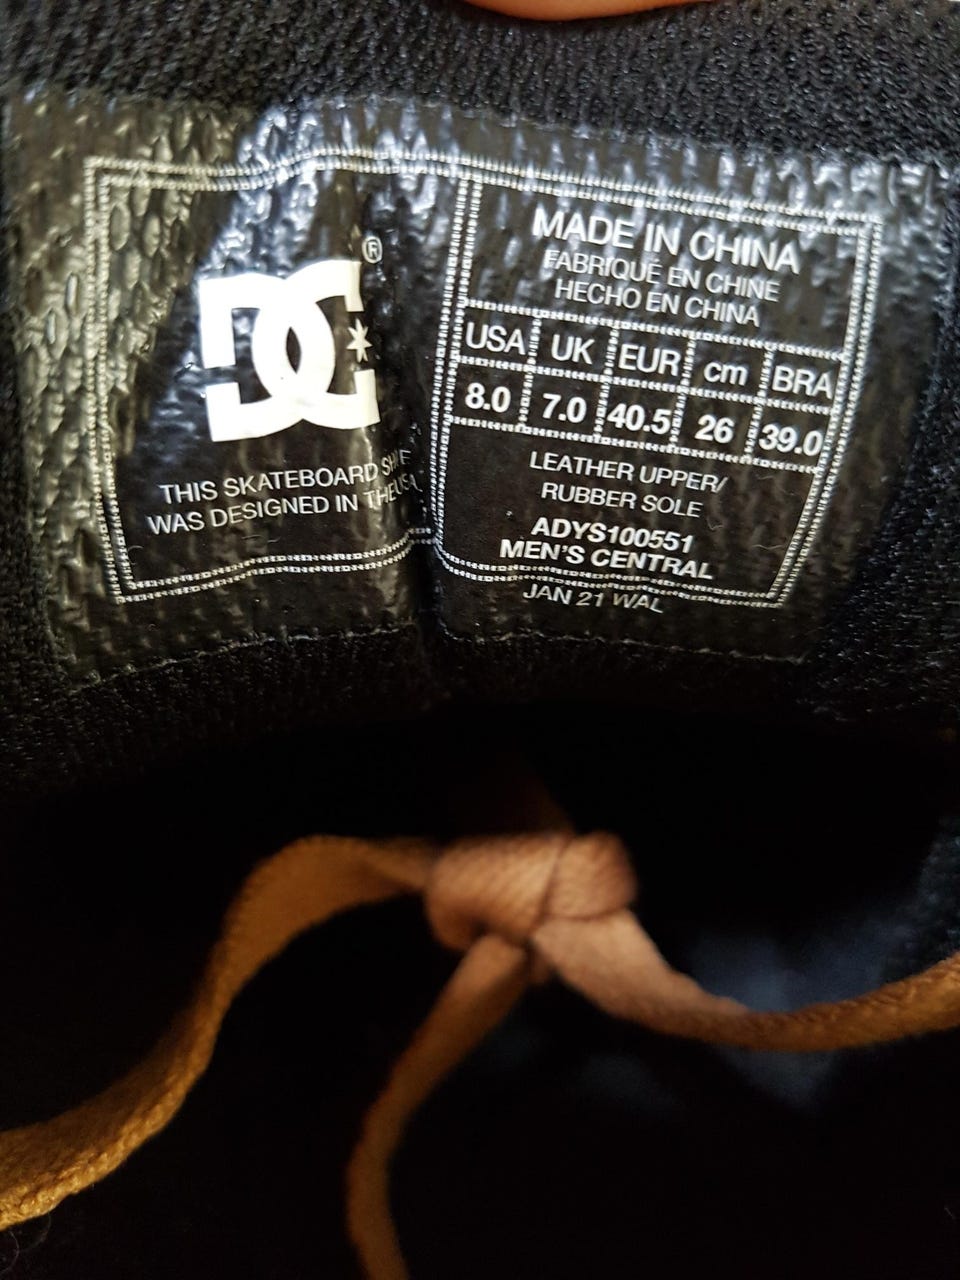 DC®
THIS SKATEBOARD SHOE
WAS DESIGNED IN THE USA.
MADE IN CHINA
FABRIQUÉ EN CHINE
HECHO EN CHINA
USA UK EUR cm BRA
8.0 7.0 40.5 26 39.0
LEATHER UPPER/
RUBBER SOLE
ADYS100551
MEN'S CENTRAL
JAN 21 WAL